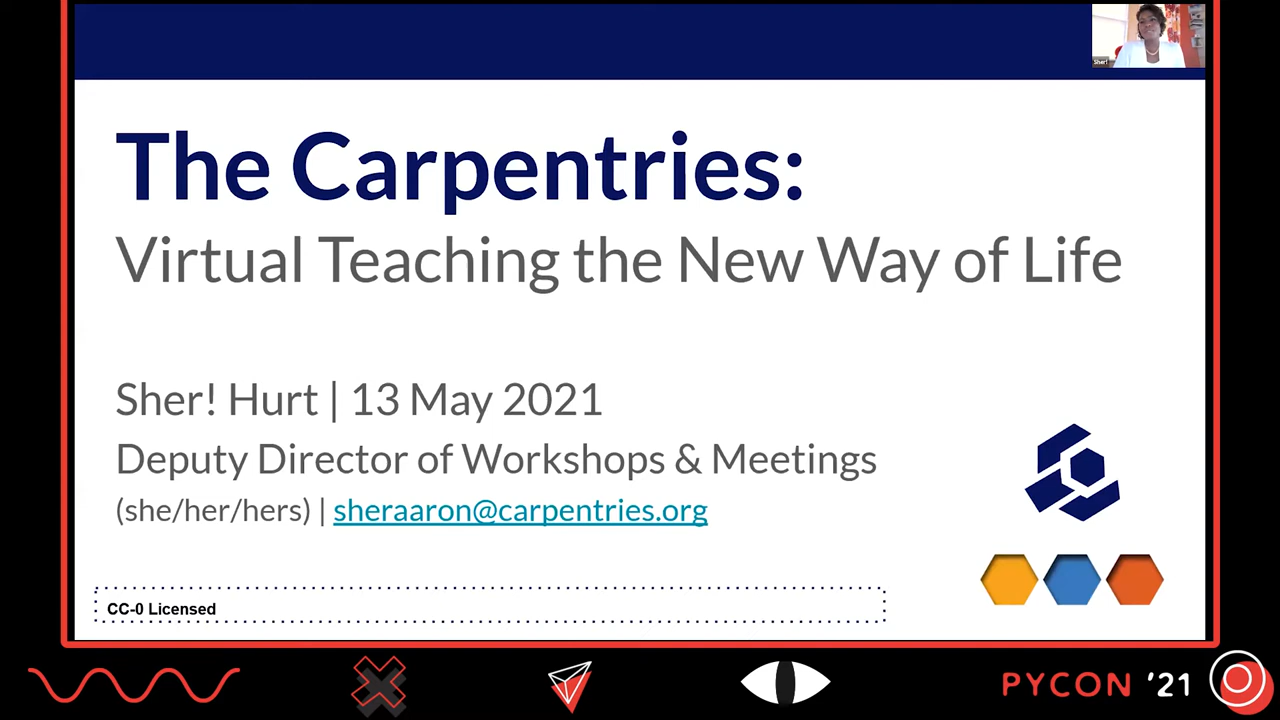 Sher!
The Carpentries:
Virtual Teaching the New Way of Life
Sher! Hurt | 13 May 2021
Deputy Director of Workshops & Meetings
(she/her/hers) | sheraaron@carpentries.org
CC-0 Licensed
PYCON '21